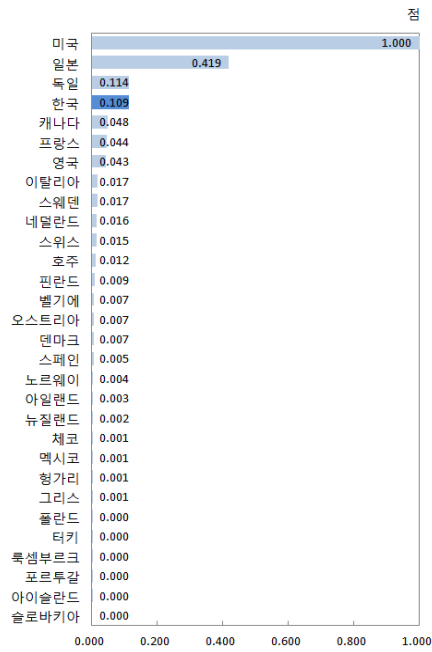 점
미국 1.000
일본 0.419
독일 0.114
한국 0.109
캐나다 0.048
프랑스 0.044
영국 0.043
이탈리아 0.017
스웨덴 0.017
네덜란드 0.016
스위스 0.015
호주 0.012
핀란드 0.009
벨기에 0.007
오스트리아 0.007
덴마크 0.007
스페인 0.005
노르웨이 0.004
아일랜드 0.003
뉴질랜드 0.002
체코 0.001
멕시코 0.001
헝가리 0.001
그리스 0.001
폴란드 0.000
터키 0.000
룩셈부르크 0.000
포르투갈 0.000
아이슬란드 0.000
슬로바키아 0.000
0.000 0.200 0.400 0.600 0.800 1.000